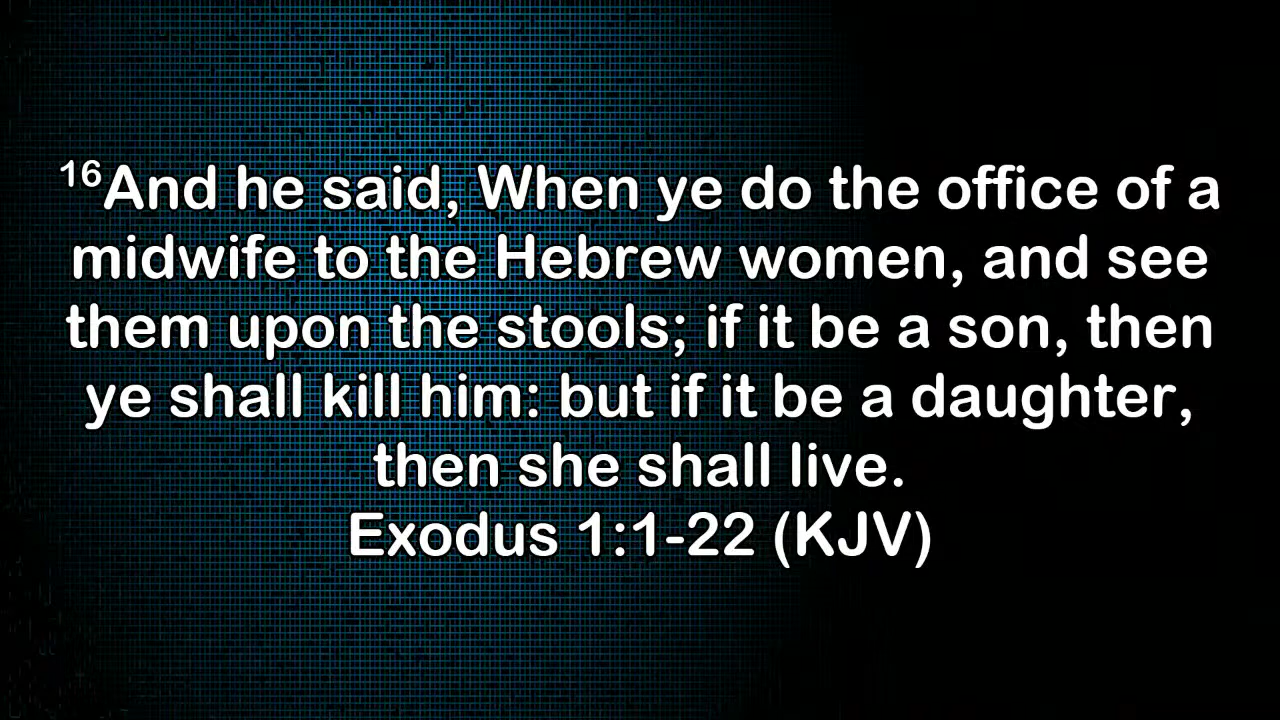 16And he said, When ye do the office of a
midwife to the Hebrew women, and see
them upon the stools; if it be a son, then
ye shall kill him: but if it be a daughter,
then she shall live.
Exodus 1:1-22 (KJV)